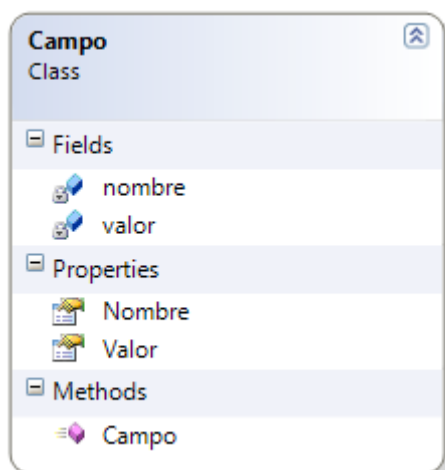 Campo
Class
Fields
nombre
valor
Properties
Nombre
Valor
Methods
Campo